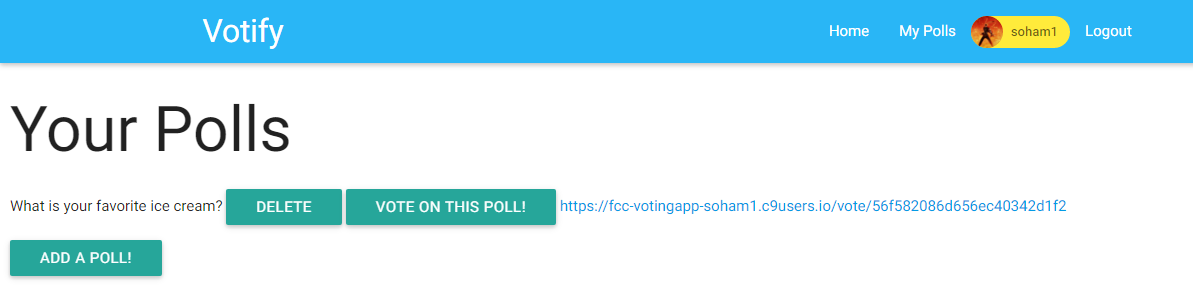 Votify Home My Polls soham1 Logout
Your Polls
What is your favorite ice cream? DELETE VOTE ON THIS POLL! https://fcc-votingapp-soham1.c9users.io/vote/56f582086d656ec40342d1f2
ADD A POLL!